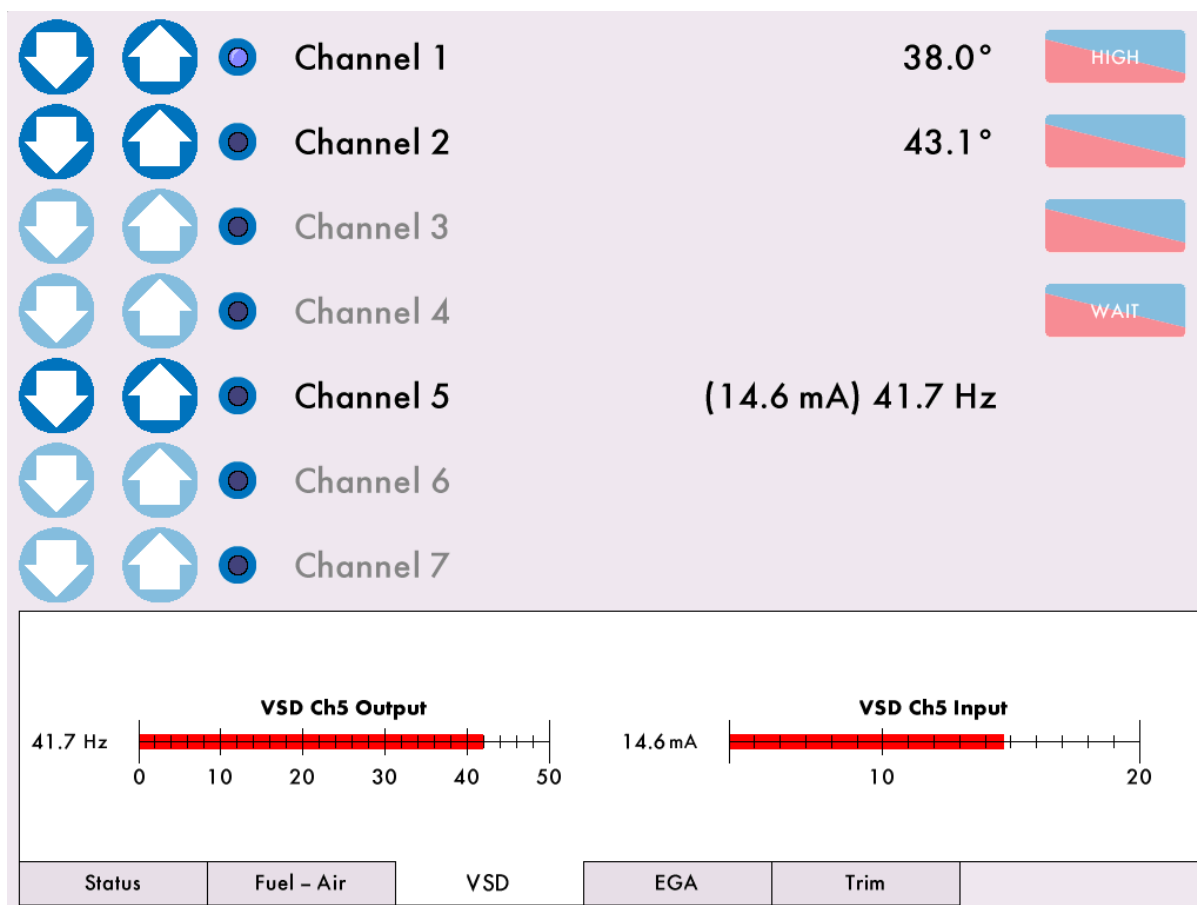 Channel 1 38.0° HIGH
Channel 2 43.1°
Channel 3
Channel 4 WAIT
Channel 5 (14.6 mA) 41.7 Hz
Channel 6
Channel 7
VSD Ch5 Output VSD Ch5 Input
41.7 Hz 14.6 mA
0 10 20 30 40 50 10 20
Status Fuel – Air VSD EGA Trim